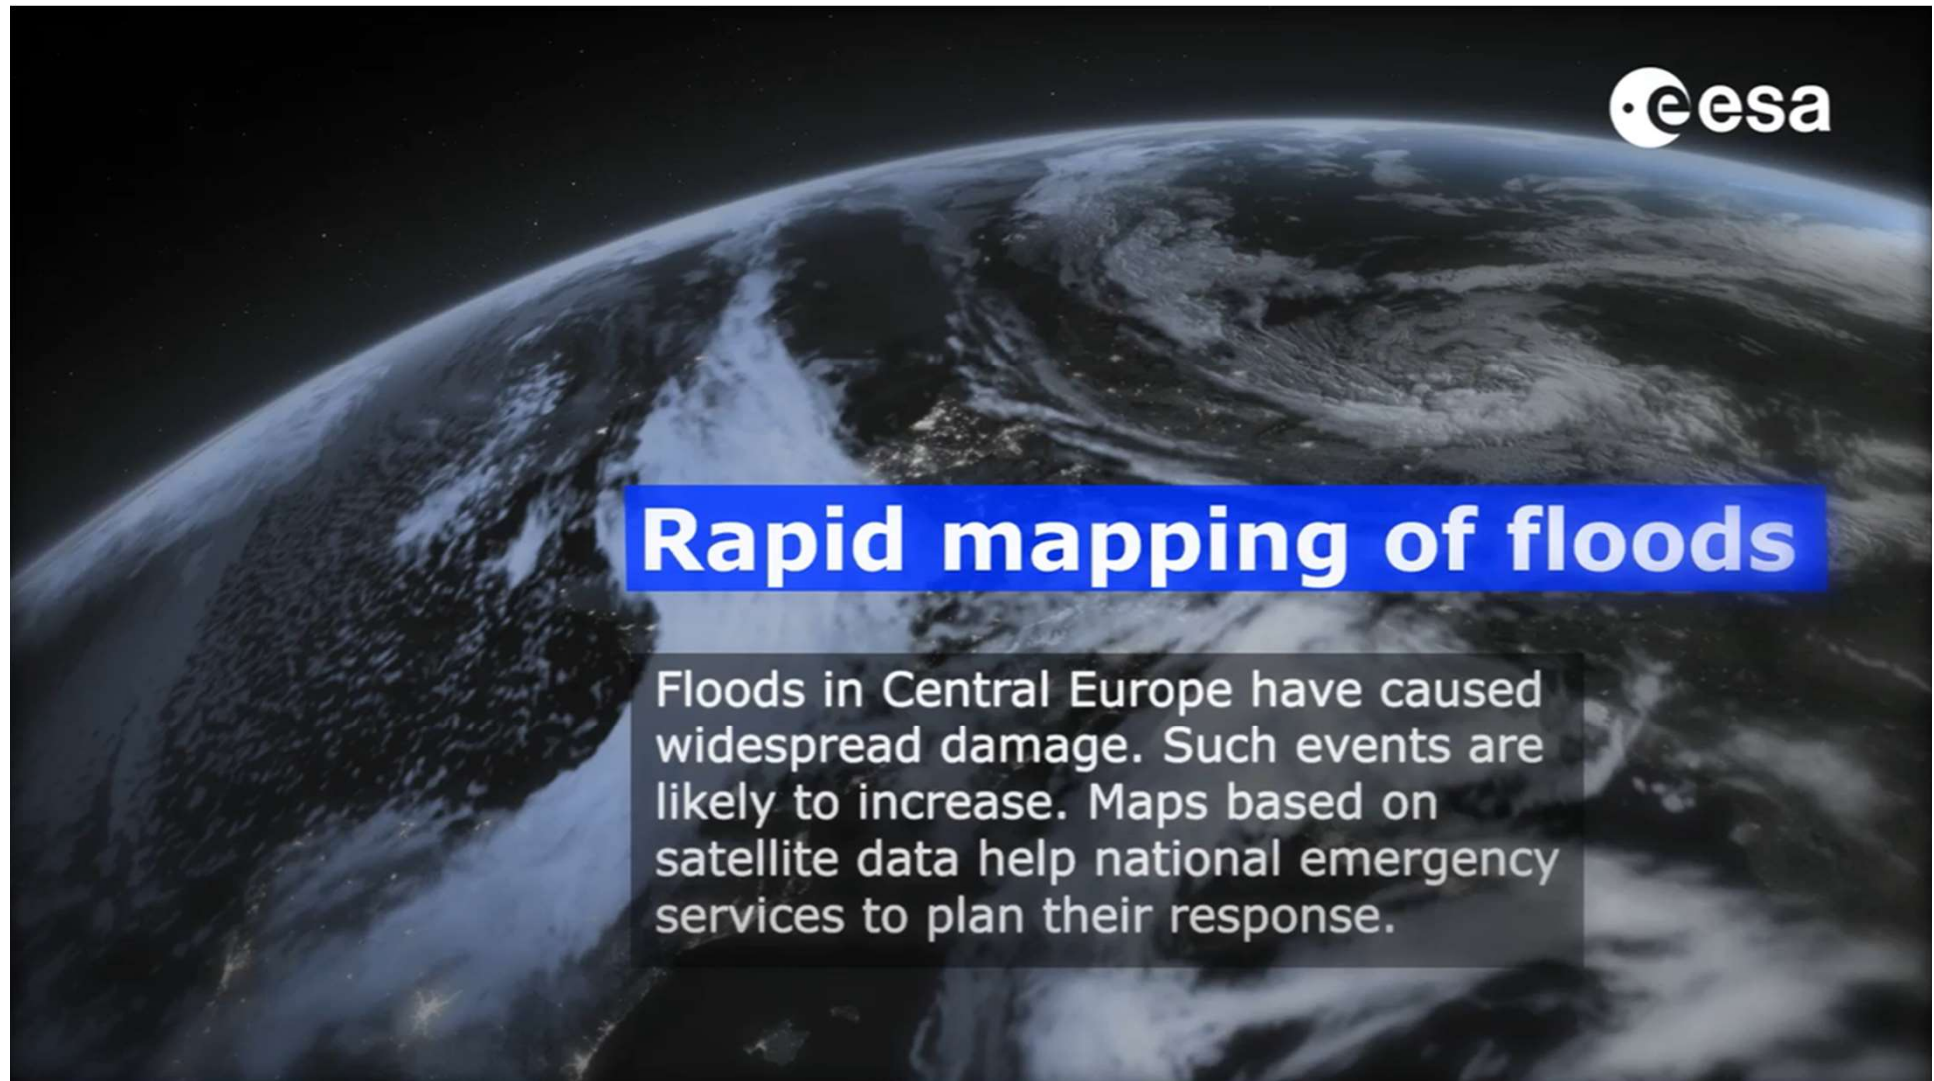 esa
Rapid mapping of floods
Floods in Central Europe have caused
widespread damage. Such events are
likely to increase. Maps based on
satellite data help national emergency
services to plan their response.